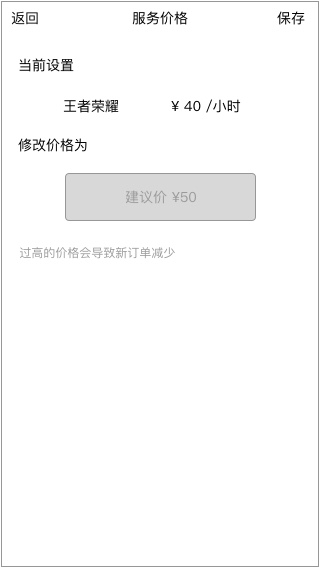 返回 服务价格 保存
当前设置
王者荣耀 ¥ 40 /小时
修改价格为
建议价 ¥50
过高的价格会导致新订单减少